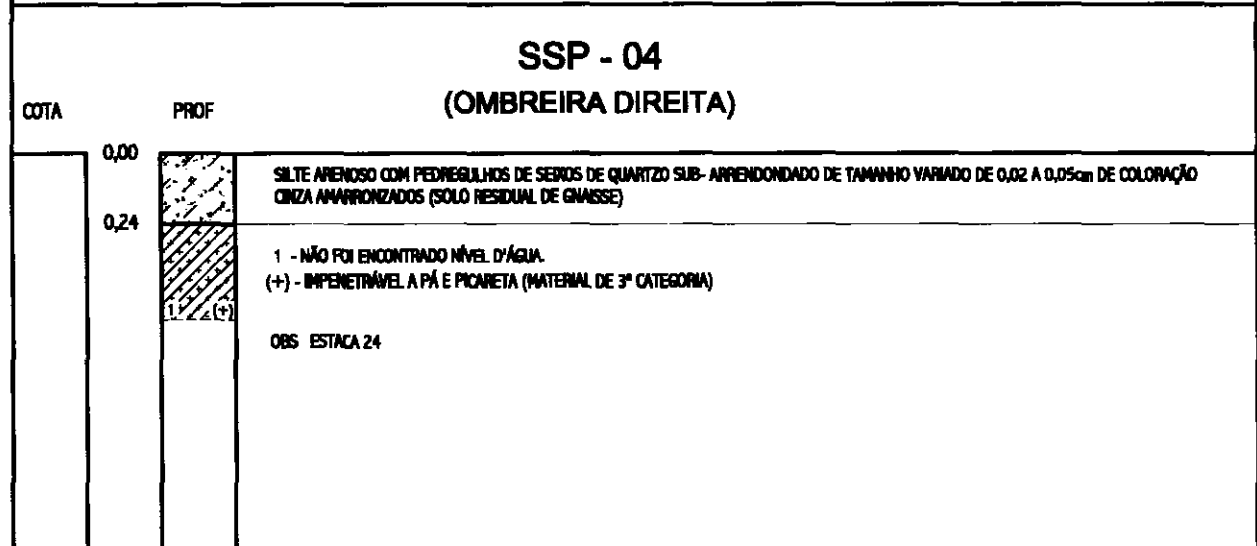 SSP - 04
(OMBREIRA DIREITA)
COTA PROF
0,00
SILTE ARENOSO COM PEDREGULHOS DE SEIXOS DE QUARTZO SUB- ARRENDONDADO DE TAMANHO VARIADO DE 0,02 A 0,05cm DE COLORAÇÃO
CINZA AMARRONZADOS (SOLO RESIDUAL DE GNAISSE)
0,24
1 - NÃO FOI ENCONTRADO NÍVEL D'ÁGUA.
(+) - IMPENETRÁVEL A PÁ E PICARETA (MATERIAL DE 3ª CATEGORIA)
1 (+)
OBS ESTACA 24